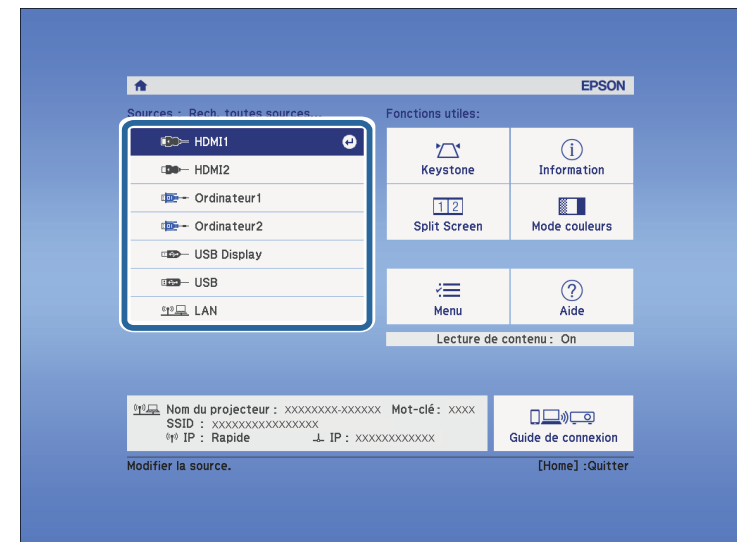 EPSON
Sources : Rech. toutes sources...
HDMI1
HDMI2
Ordinateur1
Ordinateur2
USB Display
USB
LAN
Fonctions utiles:
Keystone
Information
1 2
Split Screen
Mode couleurs
Menu
Aide
Lecture de contenu : On
Nom du projecteur : XXXXXXXX-XXXXXX Mot-clé : XXXX
SSID : XXXXXXXXXXXXXXXX
IP : Rapide IP : XXXXXXXXXXXX
Guide de connexion
Modifier la source.
[Home] :Quitter